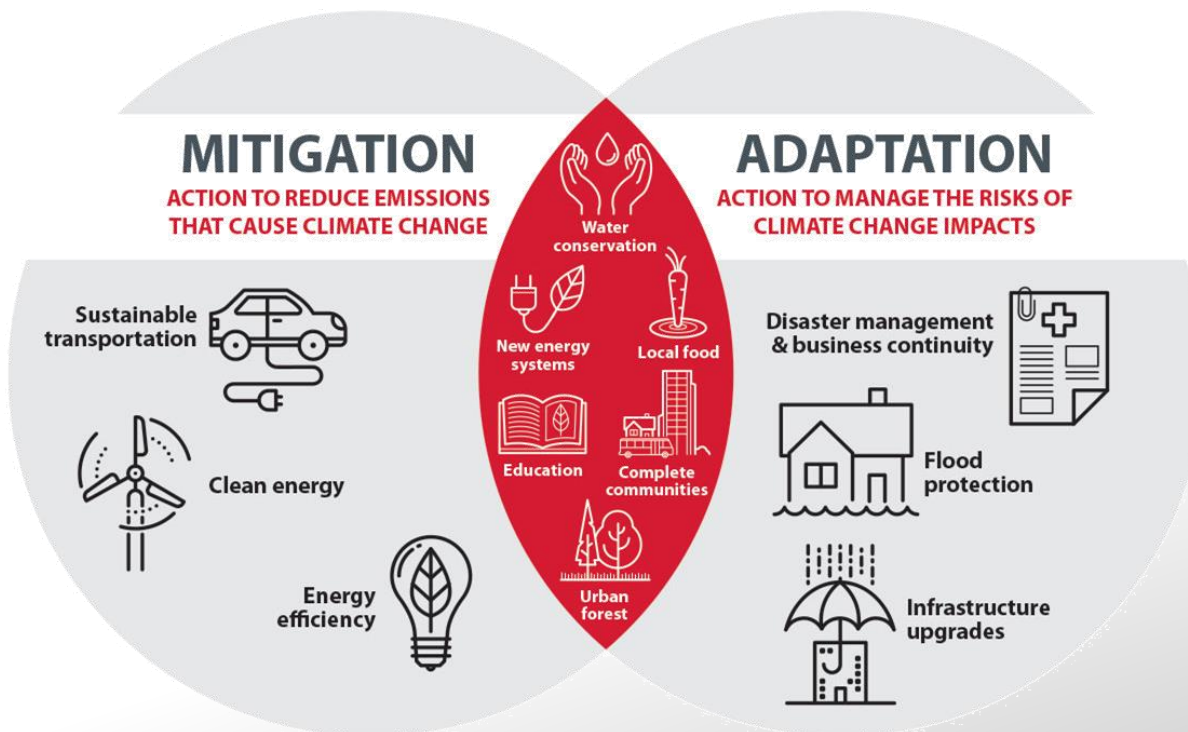 MITIGATION
ACTION TO REDUCE EMISSIONS
THAT CAUSE CLIMATE CHANGE
Sustainable
transportation
Clean energy
Energy
efficiency
Water
conservation
New energy
systems
Local food
Education
Complete
communities
Urban
forest
ADAPTATION
ACTION TO MANAGE THE RISKS OF
CLIMATE CHANGE IMPACTS
Disaster management
& business continuity
Flood
protection
Infrastructure
upgrades